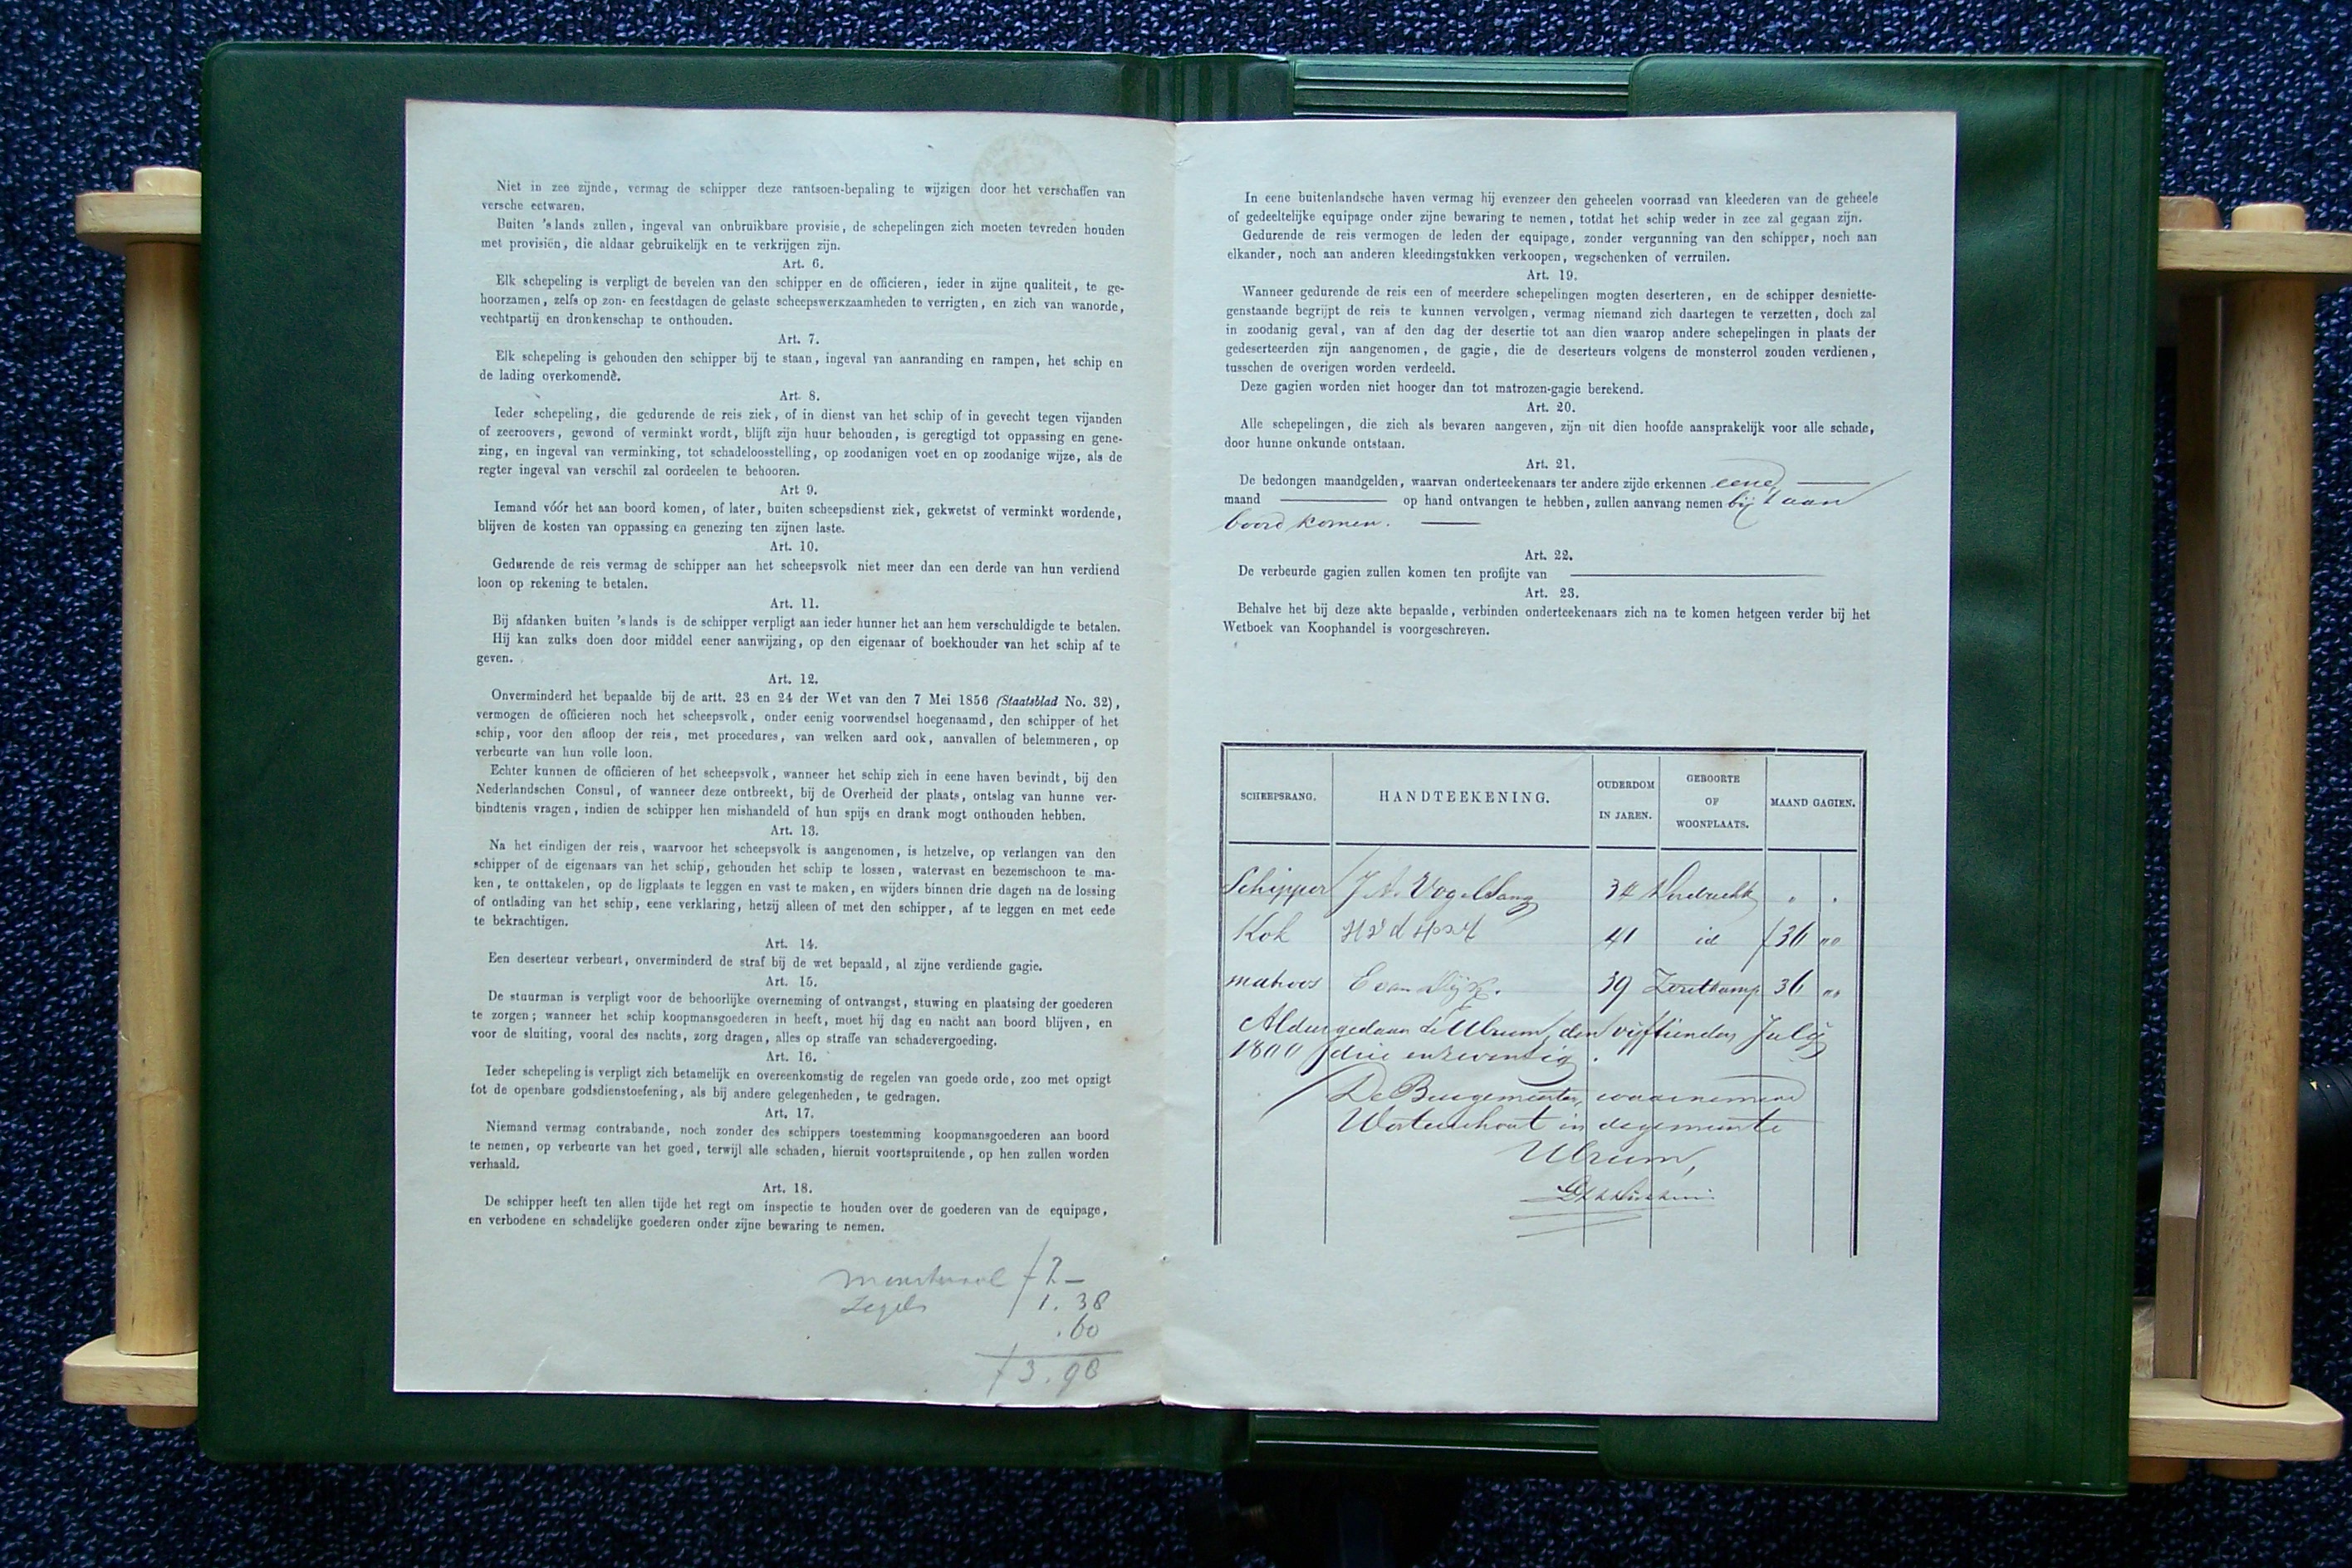 Niet in zee zijnde, vermag de schipper deze rantsoen-bepaling te wijzigen door het verschaffen van
versche eetwaren.
Buiten 's lands zullen, ingeval van onbruikbare provisie, de schepelingen zich moeten tevreden houden
met provisiën, die aldaar gebruikelijk en te verkrijgen zijn.
Art. 6.
Elk schepeling is verpligt de bevelen van den schipper en de officieren, ieder in zijne qualiteit, te ge-
hoorzamen, zelfs op zon- en feestdagen de gelaste scheepswerkzaamheden te verrigten, en zich van wanorde,
vechtpartij en dronkenschap te onthouden.
Art. 7.
Elk schepeling is gehouden den schipper bij te staan, ingeval van aanranding en rampen, het schip en
de lading overkomende.
Art. 8.
Ieder schepeling, die gedurende de reis ziek, of in dienst van het schip of in gevecht tegen vijanden
of zeeroovers, gewond of verminkt wordt, blijft zijn huur behouden, is geregtigd tot oppassing en gene-
zing, en ingeval van verminking, tot schadeloosstelling, op zoodanigen voet en op zoodanige wijze, als de
regter ingeval van verschil zal oordeelen te behooren.
Art 9.
Iemand vóór het aan boord komen, of later, buiten scheepsdienst ziek, gekwetst of verminkt wordende,
blijven de kosten van oppassing en genezing ten zijnen laste.
Art. 10.
Gedurende de reis vermag de schipper aan het scheepsvolk niet meer dan een derde van hun verdiend
loon op rekening te betalen.
Art. 11.
Bij afdanken buiten 's lands is de schipper verpligt aan ieder hunner het aan hem verschuldigde te betalen.
Hij kan zulks doen door middel eener aanwijzing, op den eigenaar of boekhouder van het schip af te
geven.
Art. 12.
Onverminderd het bepaalde bij de artt. 23 en 24 der Wet van den 7 Mei 1856 (Staatsblad No. 32),
vermogen de officieren noch het scheepsvolk, onder eenig voorwendsel hoegenaamd, den schipper of het
schip, voor den afloop der reis, met procedures, van welken aard ook, aanvallen of belemmeren, op
verbeurte van hun volle loon.
Echter kunnen de officieren of het scheepsvolk, wanneer het schip zich in eene haven bevindt, bij den
Nederlandschen Consul, of wanneer deze ontbreekt, bij de Overheid der plaats, ontslag van hunne ver-
bindtenis vragen, indien de schipper hen mishandeld of hun spijs en drank mogt onthouden hebben.
Art. 13.
Na het eindigen der reis, waarvoor het scheepsvolk is aangenomen, is hetzelve, op verlangen van den
schipper of de eigenaars van het schip, gehouden het schip te lossen, watervast en bezemschoon te ma-
ken, te onttakelen, op de ligplaats te leggen en vast te maken, en wijders binnen drie dagen na de lossing
of ontlading van het schip, eene verklaring, hetzij alleen of met den schipper, af te leggen en met eede
te bekrachtigen.
Art. 14.
Een deserteur verbeurt, onverminderd de straf bij de wet bepaald, al zijne verdiende gagie.
Art. 15.
De stuurman is verpligt voor de behoorlijke overneming of ontvangst, stuwing en plaatsing der goederen
te zorgen; wanneer het schip koopmansgoederen in heeft, moet hij dag en nacht aan boord blijven, en
voor de sluiting, vooral des nachts, zorg dragen, alles op straffe van schadevergoeding.
Art. 16.
Ieder schepeling is verpligt zich betamelijk en overeenkomstig de regelen van goede orde, zoo met opzigt
tot de openbare godsdienstoefening, als bij andere gelegenheden, te gedragen.
Art. 17.
Niemand vermag contrabande, noch zonder des schippers toestemming koopmansgoederen aan boord
te nemen, op verbeurte van het goed, terwijl alle schaden, hieruit voortspruitende, op hen zullen worden
verhaald.
Art. 18.
De schipper heeft ten allen tijde het regt om inspectie te houden over de goederen van de equipage,
en verbodene en schadelijke goederen onder zijne bewaring te nemen.
Monsterrol f 2 –
Zegels 1.38
.60
f 3.98
In eene buitenlandsche haven vermag hij evenzeer den geheelen voorraad van kleederen van de geheele
of gedeeltelijke equipage onder zijne bewaring te nemen, totdat het schip weder in zee zal gegaan zijn.
Gedurende de reis vermogen de leden der equipage, zonder vergunning van den schipper, noch aan
elkander, noch aan anderen kleedingstukken verkoopen, wegschenken of verruilen.
Art. 19.
Wanneer gedurende de reis een of meerdere schepelingen mogten deserteren, en de schipper desniette-
genstaande begrijpt de reis te kunnen vervolgen, vermag niemand zich daartegen te verzetten, doch zal
in zoodanig geval, van af den dag der desertie tot aan dien waarop andere schepelingen in plaats der
gedeserteerden zijn aangenomen, de gagie, die de deserteurs volgens de monsterrol zouden verdienen,
tusschen de overigen worden verdeeld.
Deze gagien worden niet hooger dan tot matrozen-gagie berekend.
Art. 20.
Alle schepelingen, die zich als bevaren aangeven, zijn uit dien hoofde aansprakelijk voor alle schade,
door hunne onkunde ontstaan.
Art. 21.
De bedongen maandgelden, waarvan onderteekenaars ter andere zijde erkennen eene
maand op hand ontvangen te hebben, zullen aanvang nemen bij 't aan
boord komen.
Art. 22.
De verbeurde gagien zullen komen ten profijte van
Art. 23.
Behalve het bij deze akte bepaalde, verbinden onderteekenaars zich na te komen hetgeen verder bij het
Wetboek van Koophandel is voorgeschreven.
SCHEEPSRANG. HANDTEEKENING. OUDERDOM IN JAREN. GEBOORTE OF WOONPLAATS. MAAND GAGIEN.
Schipper J A Vogelsang 34 Dordrecht " "
Kok 41 id f 36 " "
matroos E van Dijk. 39 Zoutkamp 36 " "
Aldus gedaan te Ulrum, den vijftienden Julij
1800 drie en zeventig.
De Burgemeester, waarnemend
Waterschout in de gemeente
Ulrum,